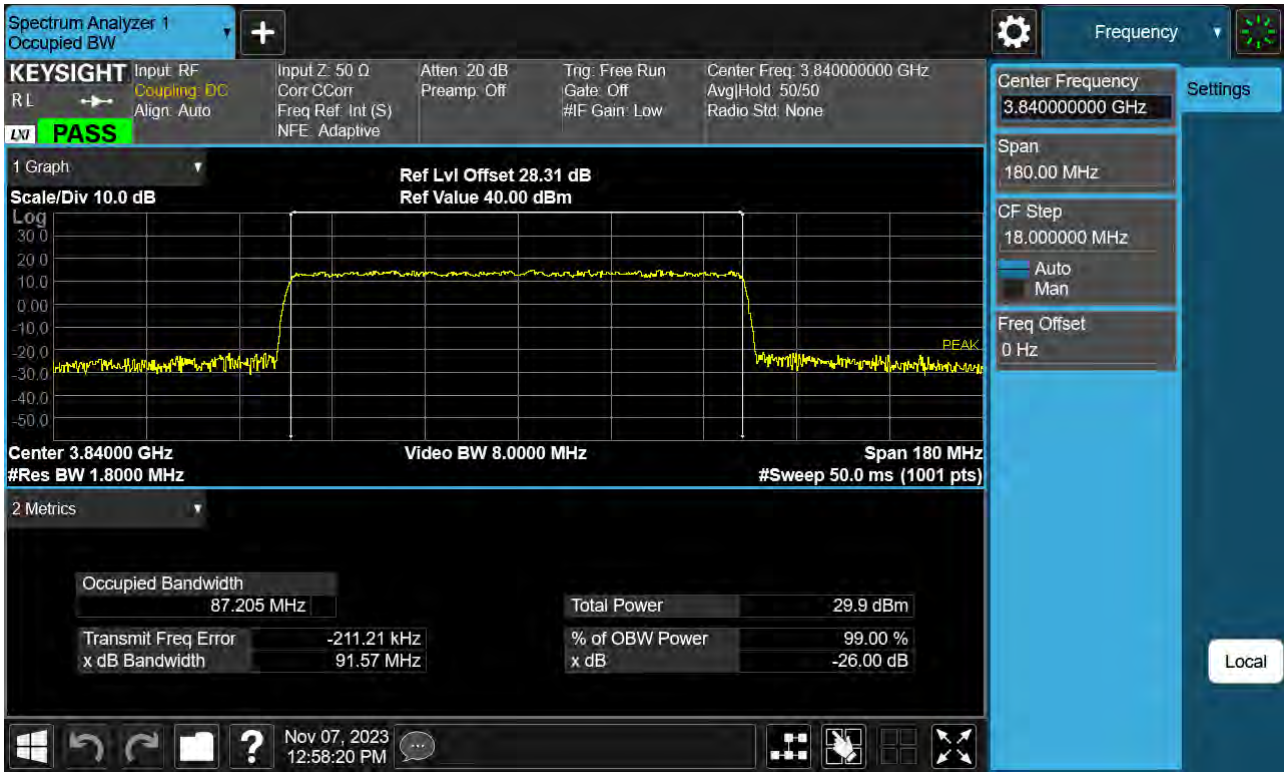 Spectrum Analyzer 1
Occupied BW
Frequency
KEYSIGHT
RL
LXI
PASS
Input: RF
Coupling: DC
Align: Auto
Input Z: 50 Ω
Corr CCorr
Freq Ref: Int (S)
NFE: Adaptive
Atten: 20 dB
Preamp: Off
Trig: Free Run
Gate: Off
#IF Gain: Low
Center Freq: 3.840000000 GHz
Avg|Hold: 50/50
Radio Std: None
Center Frequency
3.840000000 GHz
Settings
Span
180.00 MHz
CF Step
18.000000 MHz
Auto
Man
Freq Offset
0 Hz
Local
1 Graph
Ref Lvl Offset 28.31 dB
Scale/Div 10.0 dB
Ref Value 40.00 dBm
Log
30.0
20.0
10.0
0.00
-10.0
-20.0
-30.0
-40.0
-50.0
PEAK
Center 3.84000 GHz
Video BW 8.0000 MHz
Span 180 MHz
#Res BW 1.8000 MHz
#Sweep 50.0 ms (1001 pts)
2 Metrics
Occupied Bandwidth
87.205 MHz
Total Power 29.9 dBm
Transmit Freq Error -211.21 kHz
% of OBW Power 99.00 %
x dB Bandwidth 91.57 MHz
x dB -26.00 dB
?
Nov 07, 2023
12:58:20 PM